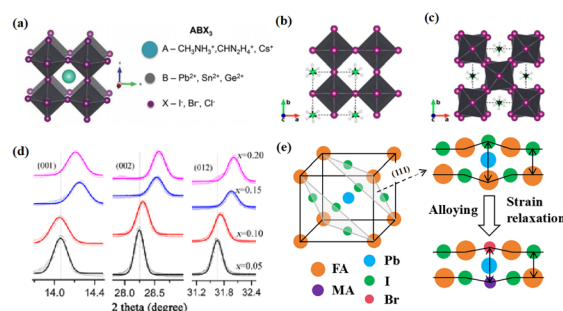 (a)
ABX₃
A – CH₃NH₃⁺,CHN₂H₄⁺, Cs⁺
B – Pb²⁺, Sn²⁺, Ge²⁺
X – I⁻, Br⁻, Cl⁻
(b)
b
a
(c)
b
a
(d)
(001)
(002)
(012)
x=0.20
x=0.15
x=0.10
x=0.05
14.0 14.4 28.0 28.5 31.2 31.8 32.4
2 theta (degree)
(e)
(111)
FA
MA
Pb
I
Br
Alloying
Strain
relaxation